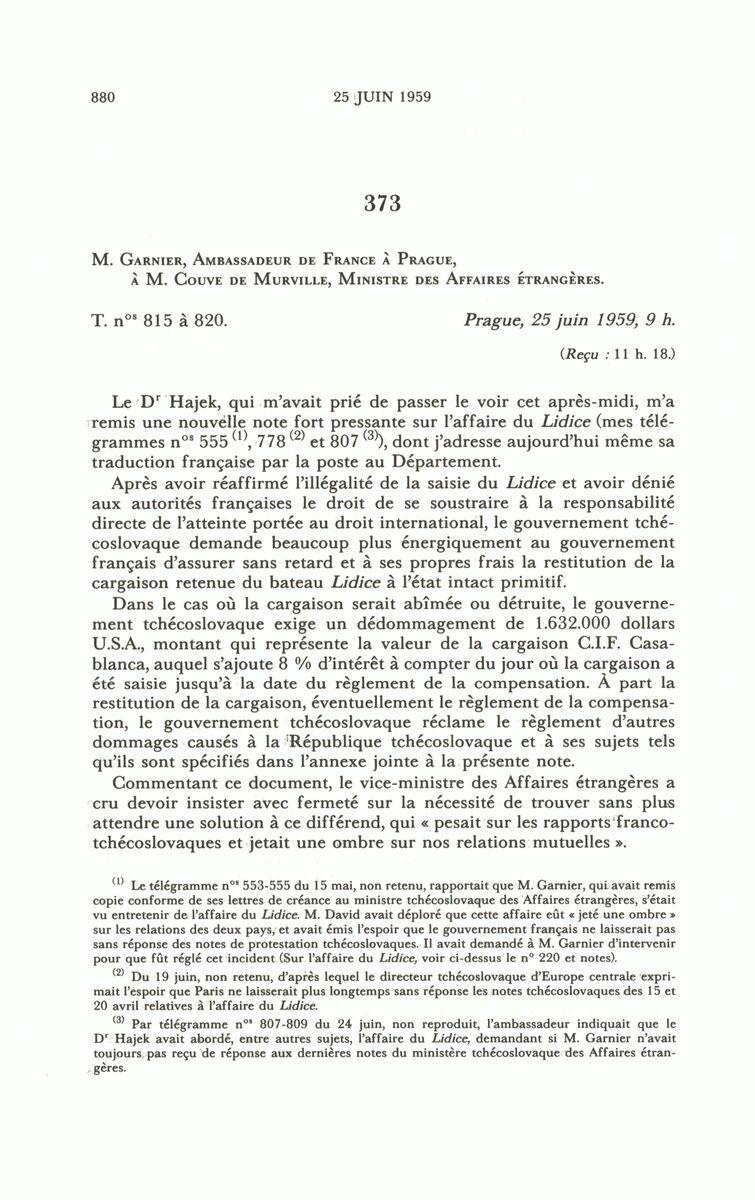 880
25 JUIN 1959
373
M. Garnier, Ambassadeur de France à Prague,
à M. Couve de Murville, Ministre des Affaires étrangères.
T. nos 815 à 820.
Prague, 25 juin 1959, 9 h.
(Reçu : 11 h. 18.)
Le Dr Hajek, qui m'avait prié de passer le voir cet après-midi, m'a
remis une nouvelle note fort pressante sur l'affaire du Lidice (mes télé-
grammes nos 555 (1), 778 (2) et 807 (3)), dont j'adresse aujourd'hui même sa
traduction française par la poste au Département.
Après avoir réaffirmé l'illégalité de la saisie du Lidice et avoir dénié
aux autorités françaises le droit de se soustraire à la responsabilité
directe de l'atteinte portée au droit international, le gouvernement tché-
coslovaque demande beaucoup plus énergiquement au gouvernement
français d'assurer sans retard et à ses propres frais la restitution de la
cargaison retenue du bateau Lidice à l'état intact primitif.
Dans le cas où la cargaison serait abîmée ou détruite, le gouverne-
ment tchécoslovaque exige un dédommagement de 1.632.000 dollars
U.S.A., montant qui représente la valeur de la cargaison C.I.F. Casa-
blanca, auquel s'ajoute 8 % d'intérêt à compter du jour où la cargaison a
été saisie jusqu'à la date du règlement de la compensation. À part la
restitution de la cargaison, éventuellement le règlement de la compensa-
tion, le gouvernement tchécoslovaque réclame le règlement d'autres
dommages causés à la République tchécoslovaque et à ses sujets tels
qu'ils sont spécifiés dans l'annexe jointe à la présente note.
Commentant ce document, le vice-ministre des Affaires étrangères a
cru devoir insister avec fermeté sur la nécessité de trouver sans plus
attendre une solution à ce différend, qui « pesait sur les rapports franco-
tchécoslovaques et jetait une ombre sur nos relations mutuelles ».
(1) Le télégramme nos 553-555 du 15 mai, non retenu, rapportait que M. Garnier, qui avait remis
copie conforme de ses lettres de créance au ministre tchécoslovaque des Affaires étrangères, s'était
vu entretenir de l'affaire du Lidice. M. David avait déploré que cette affaire eût « jeté une ombre »
sur les relations des deux pays, et avait émis l'espoir que le gouvernement français ne laisserait pas
sans réponse des notes de protestation tchécoslovaques. Il avait demandé à M. Garnier d'intervenir
pour que fût réglé cet incident (Sur l'affaire du Lidice, voir ci-dessus le n° 220 et notes).
(2) Du 19 juin, non retenu, d'après lequel le directeur tchécoslovaque d'Europe centrale expri-
mait l'espoir que Paris ne laisserait plus longtemps sans réponse les notes tchécoslovaques des 15 et
20 avril relatives à l'affaire du Lidice.
(3) Par télégramme nos 807-809 du 24 juin, non reproduit, l'ambassadeur indiquait que le
Dr Hajek avait abordé, entre autres sujets, l'affaire du Lidice, demandant si M. Garnier n'avait
toujours pas reçu de réponse aux dernières notes du ministère tchécoslovaque des Affaires étran-
gères.